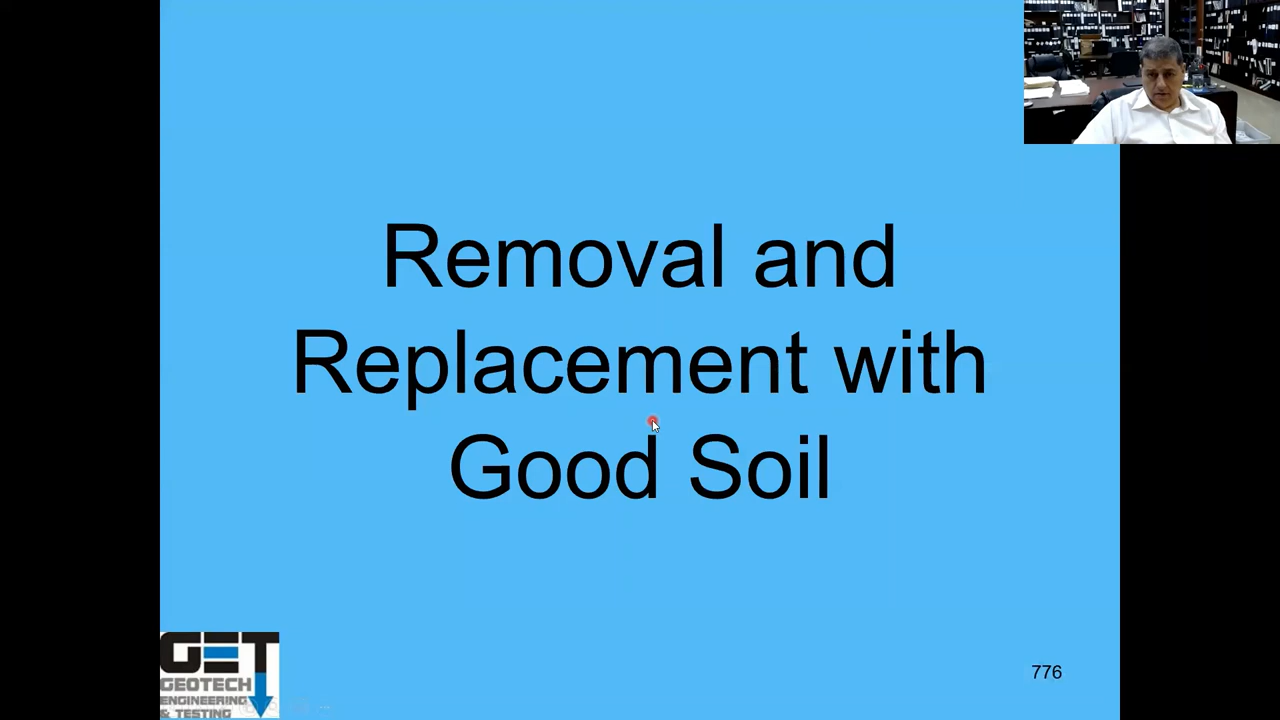 Removal and
Replacement with
Good Soil
GET
GEOTECH
ENGINEERING
& TESTING
776